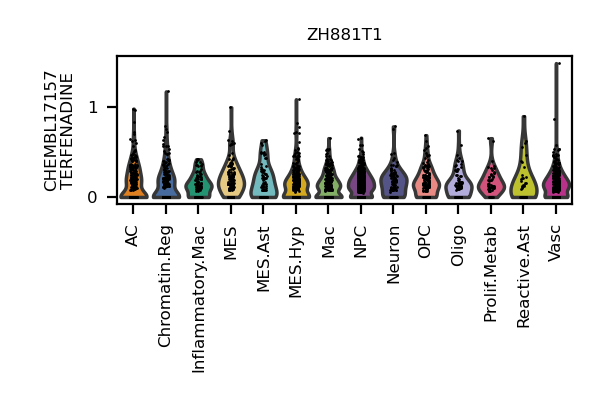 ZH881T1
CHEMBL17157
TERFENADINE
1
0
AC
Chromatin.Reg
Inflammatory.Mac
MES
MES.Ast
MES.Hyp
Mac
NPC
Neuron
OPC
Oligo
Prolif.Metab
Reactive.Ast
Vasc